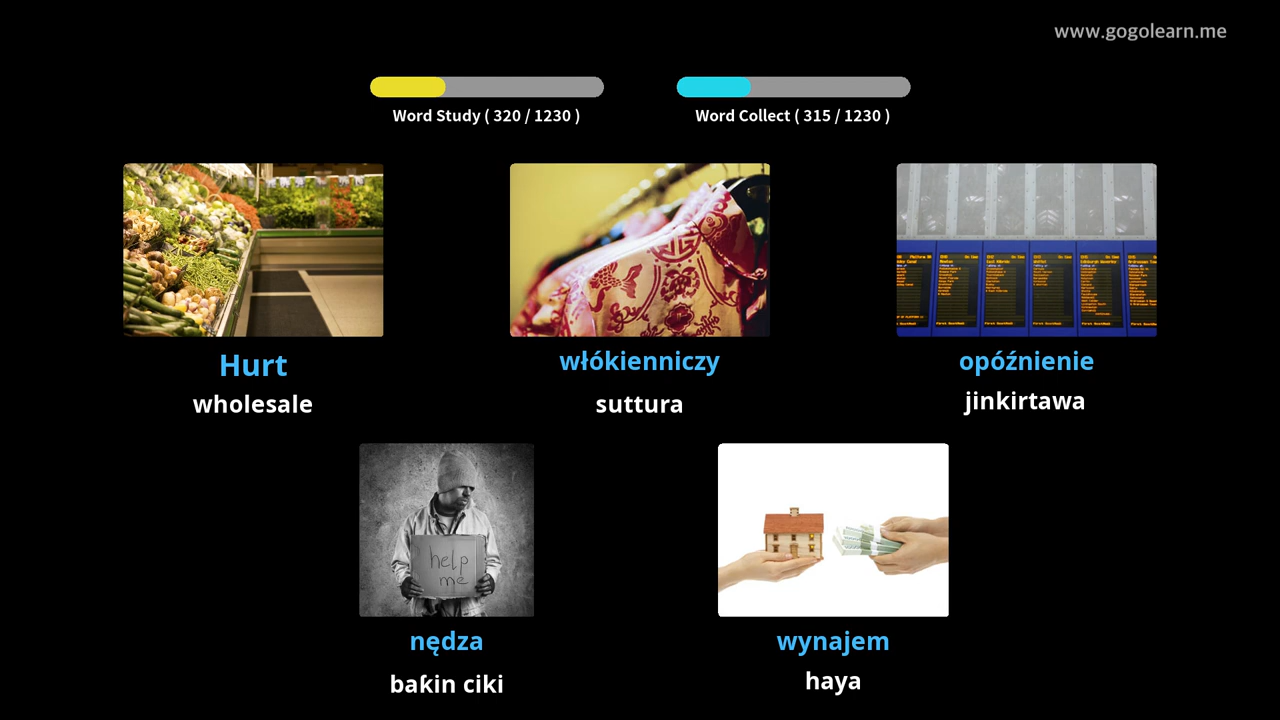 www.gogolearn.me
Word Study ( 320 / 1230 )
Word Collect ( 315 / 1230 )
Hurt
włókienniczy
opóźnienie
wholesale
suttura
jinkirtawa
help
me
nędza
wynajem
baƙin ciki
haya